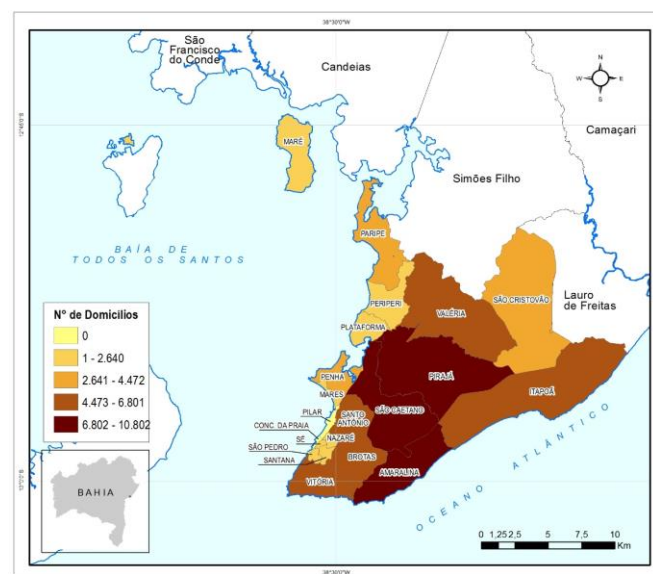 38°30'0"W
São
Francisco
do Conde
Candeias
N
W E
S
Camaçari
MARÉ
Simões Filho
PARIPE
BAÍA DE
TODOS OS SANTOS
PERIPERI
VALÉRIA
SÃO CRISTOVÃO
Lauro
de Freitas
PLATAFORMA
Nº de Domicílios
0
1 - 2.640
2.641 - 4.472
4.473 - 6.801
6.802 - 10.802
PENHA
PIRAJÁ
ITAPOÃ
MARES
PILAR
SÃO CAETANO
SANTO
ANTÔNIO
CONC. DA PRAIA
SÉ
NAZARÉ
SÃO PEDRO
BROTAS
SANTANA
AMARALINA
VITÓRIA
OCEANO ATLÂNTICO
BAHIA
0 1,25 2,5 5 7,5 10
Km
38°30'0"W